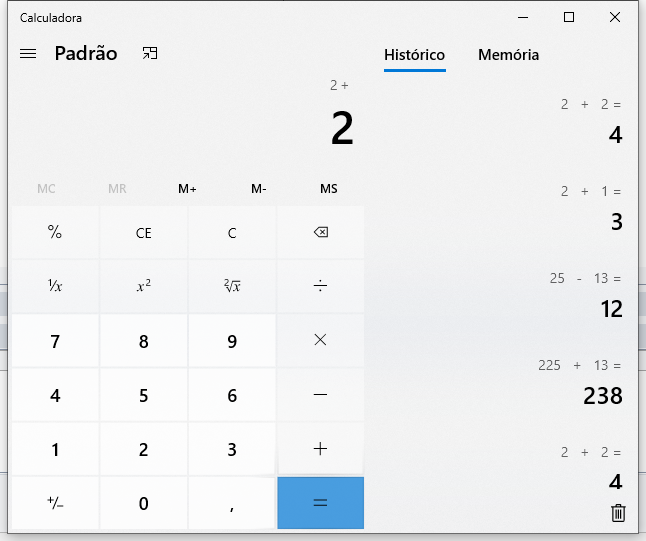 Calculadora
Padrão
2 +
2
MC MR M+ M- MS
% CE C
¹/x x² ²√x ÷
7 8 9 ×
4 5 6 −
1 2 3 +
+/− 0 , =
Histórico Memória
2 + 2 =
4
2 + 1 =
3
25 - 13 =
12
225 + 13 =
238
2 + 2 =
4